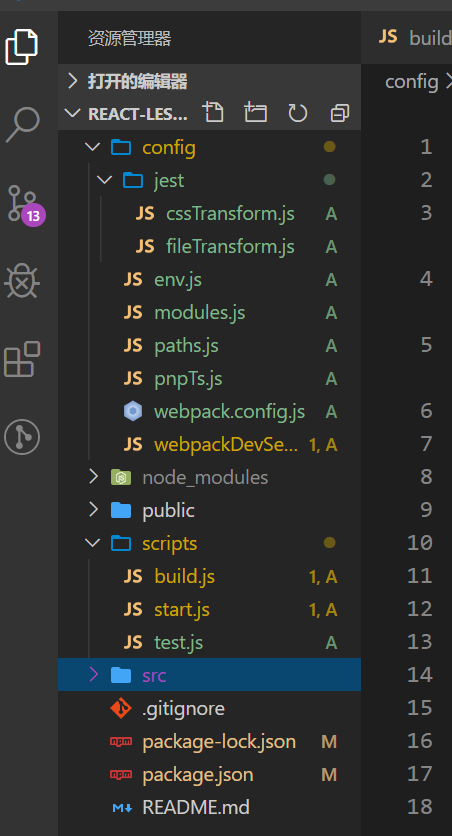 资源管理器
JS build
打开的编辑器
config
REACT-LES...
config
1
jest
2
JS cssTransform.js A
3
JS fileTransform.js A
JS env.js A
4
JS modules.js A
JS paths.js A
5
JS pnpTs.js A
webpack.config.js A
6
JS webpackDevSe... 1, A
7
node_modules
8
public
9
scripts
10
JS build.js 1, A
11
JS start.js 1, A
12
JS test.js A
13
src
14
.gitignore
15
npm package-lock.json M
16
npm package.json M
17
M README.md
18
13